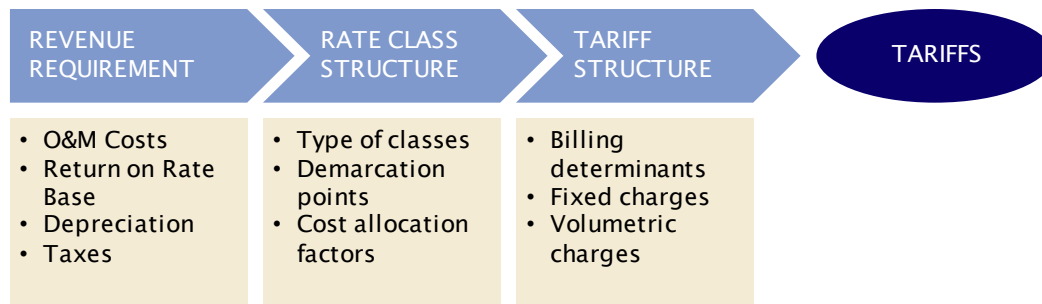 REVENUE
REQUIREMENT
RATE CLASS
STRUCTURE
TARIFF
STRUCTURE
TARIFFS
• O&M Costs
• Return on Rate
Base
• Depreciation
• Taxes
• Type of classes
• Demarcation
points
• Cost allocation
factors
• Billing
determinants
• Fixed charges
• Volumetric
charges